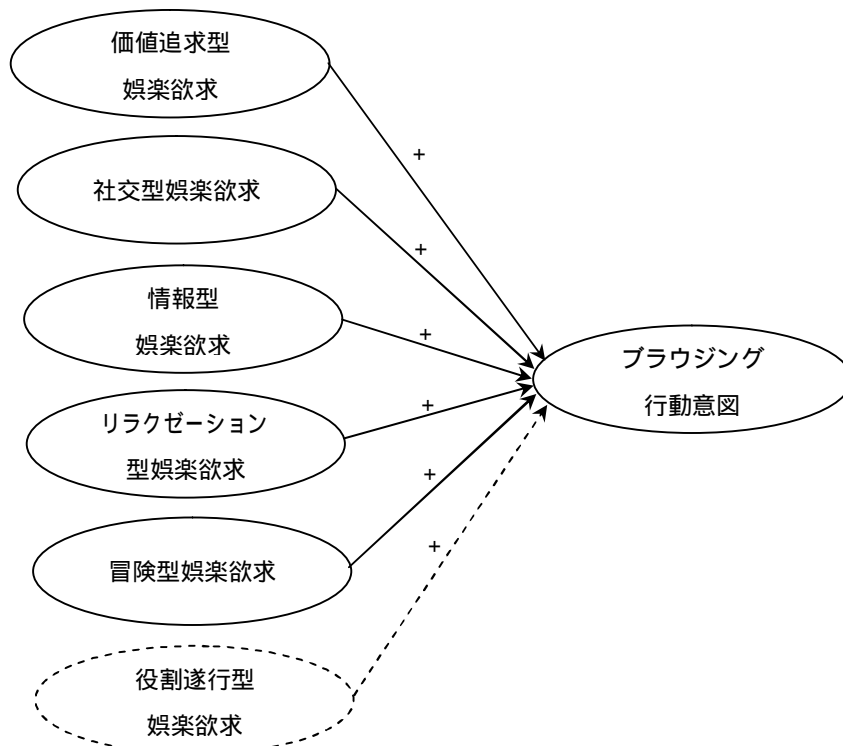 価値追求型
娯楽欲求
+
社交型娯楽欲求
+
情報型
娯楽欲求
+
ブラウジング
行動意図
リラクゼーション
型娯楽欲求
+
+
冒険型娯楽欲求
+
役割遂行型
娯楽欲求